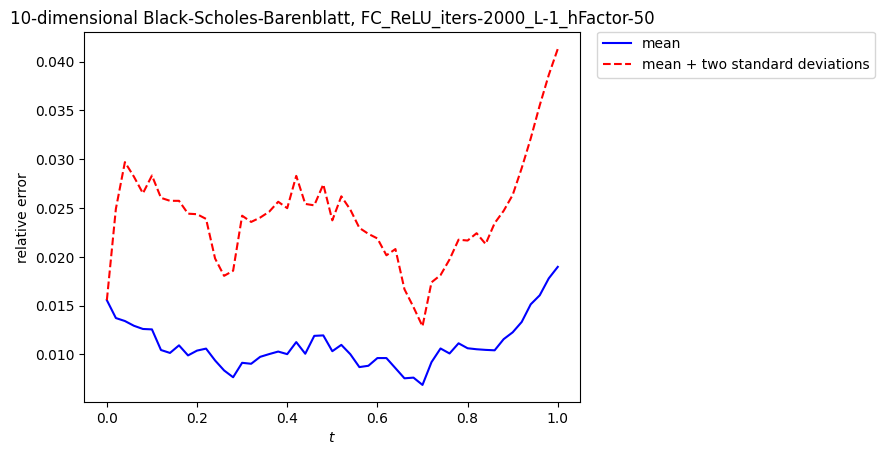 10-dimensional Black-Scholes-Barenblatt, FC_ReLU_iters-2000_L-1_hFactor-50
mean
mean + two standard deviations
relative error
0.040
0.035
0.030
0.025
0.020
0.015
0.010
0.0 0.2 0.4 0.6 0.8 1.0
t